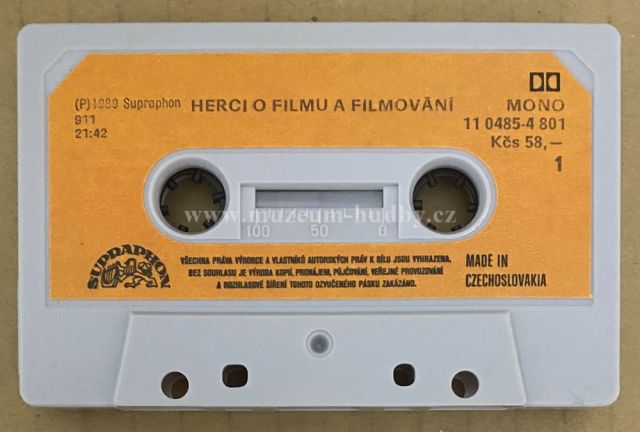 (P)1989 Supraphon
HERCI O FILMU A FILMOVÁNÍ
MONO
911
11 0485-4 801
21:42
Kčs 58,—
1
www.muzeum-hudby.cz
100 50 0
SUPRAPHON
VŠECHNA PRÁVA VÝROBCE A VLASTNÍKŮ AUTORSKÝCH PRÁV K DÍLU JSOU VYHRAZENA.
BEZ SOUHLASU JE VÝROBA KOPIÍ, PRONÁJEM, PŮJČOVÁNÍ, VEŘEJNÉ PROVOZOVÁNÍ
A ROZHLASOVÉ ŠÍŘENÍ TOHOTO OZVUČENÉHO PÁSKU ZAKÁZÁNO.
MADE IN
CZECHOSLOVAKIA